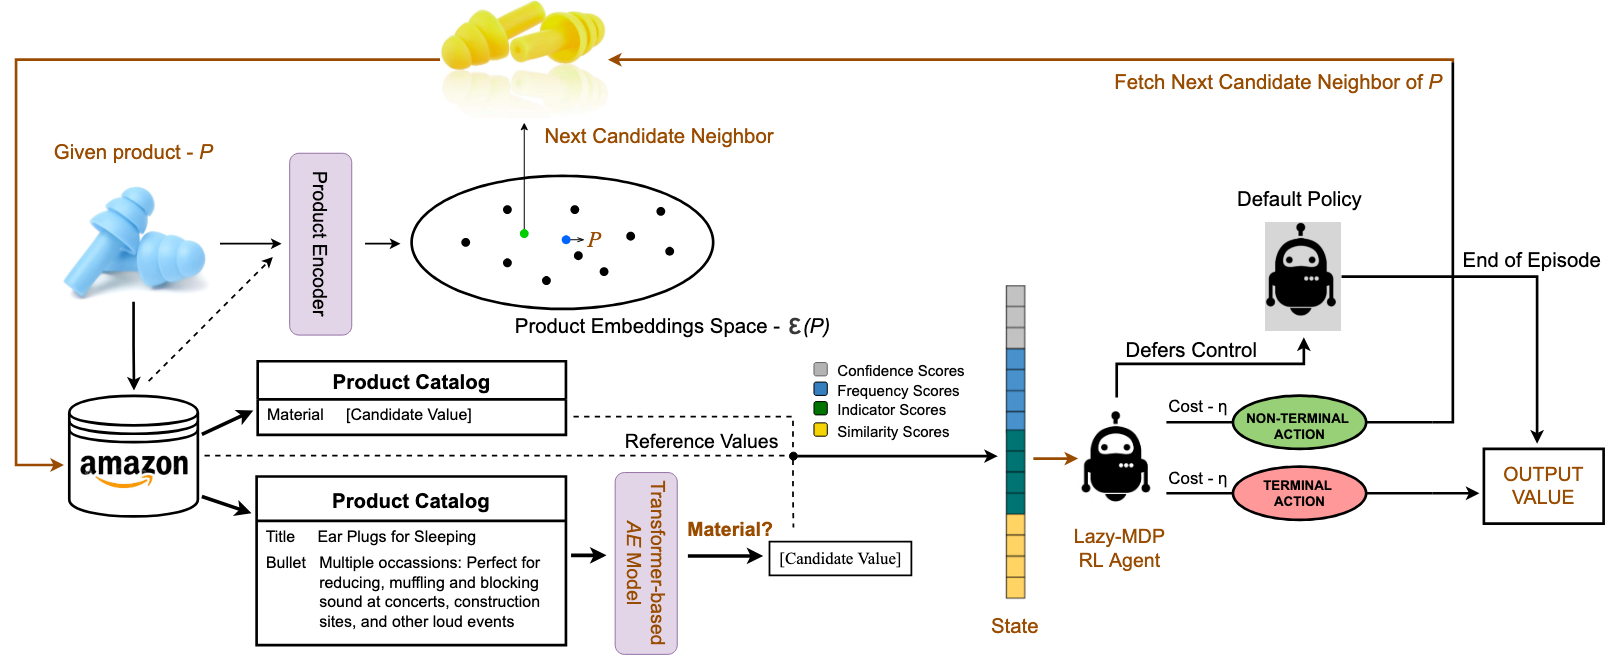 Fetch Next Candidate Neighbor of P
Next Candidate Neighbor
Given product - P
Product Encoder
P
Product Embeddings Space - ε(P)
Default Policy
End of Episode
Defers Control
Product Catalog
Material [Candidate Value]
Confidence Scores
Frequency Scores
Indicator Scores
Similarity Scores
Reference Values
amazon
Product Catalog
Title Ear Plugs for Sleeping
Bullet Multiple occassions: Perfect for
reducing, muffling and blocking
sound at concerts, construction
sites, and other loud events
Transformer-based
AE Model
Material?
[Candidate Value]
State
Lazy-MDP
RL Agent
Cost - η
NON-TERMINAL
ACTION
Cost - η
TERMINAL
ACTION
OUTPUT
VALUE